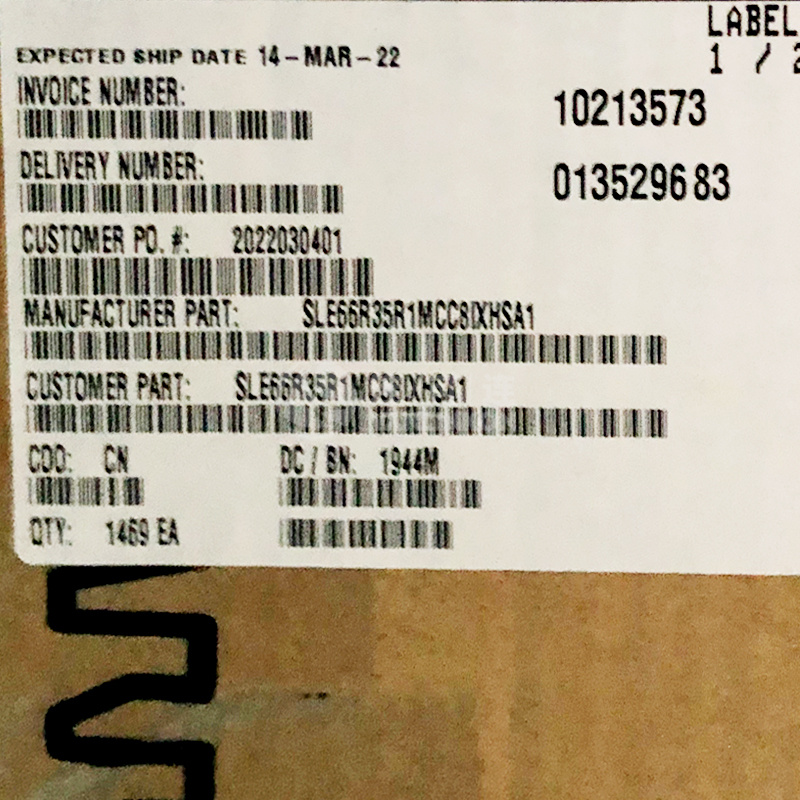 LABEL
1 / 2
EXPECTED SHIP DATE 14-MAR-22
INVOICE NUMBER: 10213573
DELIVERY NUMBER: 013529683
CUSTOMER PO. #: 2022030401
MANUFACTURER PART: SLE66R35R1MCC8IXHSA1
CUSTOMER PART: SLE66R35R1MCC8IXHSA1
COO: CN DC / BN: 1944M
QTY: 1469 EA